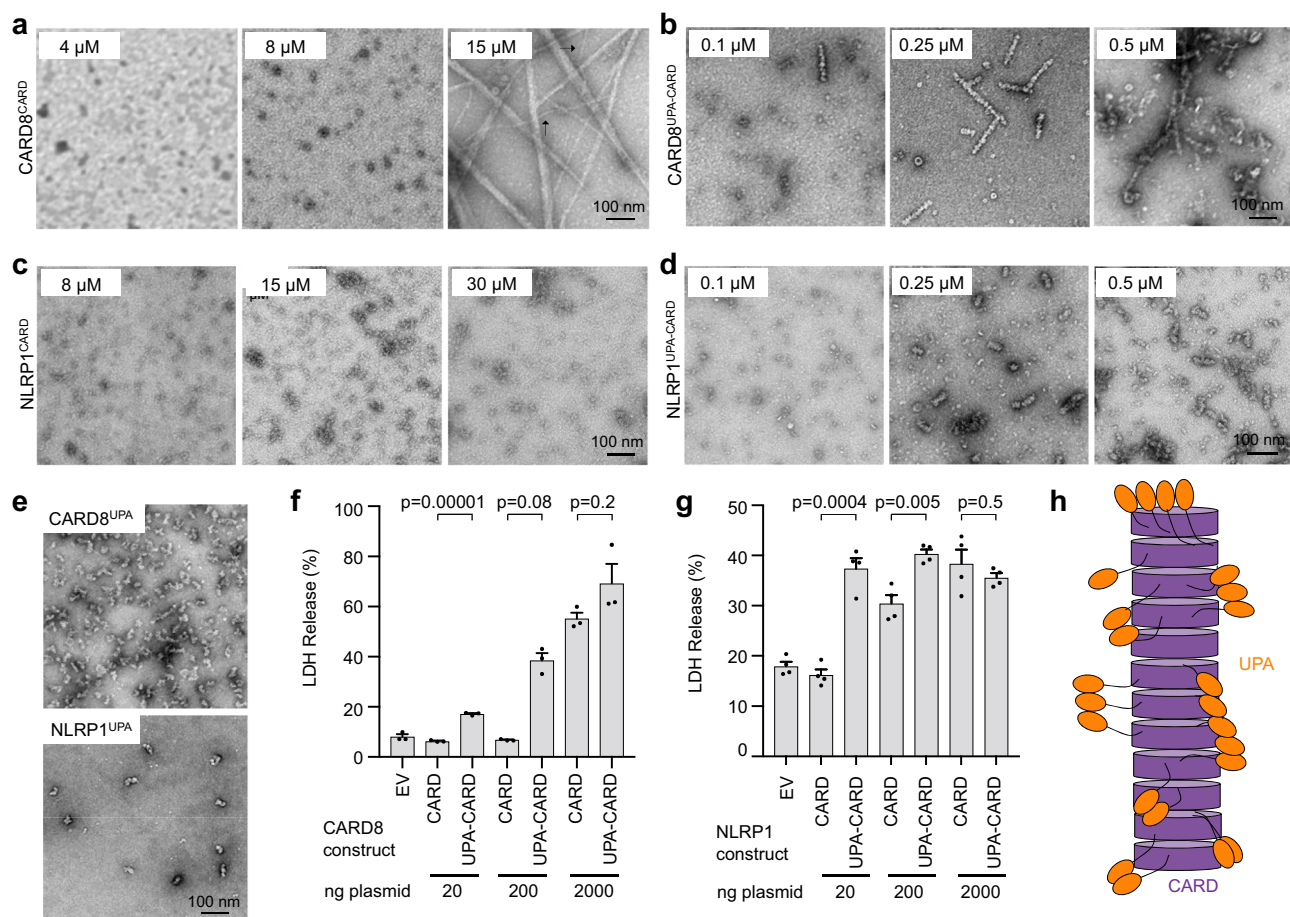 a
4 µM
8 µM
15 µM
CARD8CARD
100 nm
b
0.1 µM
0.25 µM
0.5 µM
CARD8UPA-CARD
100 nm
c
8 µM
15 µM
µM
30 µM
NLRP1CARD
100 nm
d
0.1 µM
0.25 µM
0.5 µM
NLRP1UPA-CARD
100 nm
e
CARD8UPA
NLRP1UPA
100 nm
f
p=0.00001 p=0.08 p=0.2
LDH Release (%)
100
80
60
40
20
0
EV
CARD
UPA-CARD
CARD
UPA-CARD
CARD
UPA-CARD
CARD8
construct
ng plasmid 20 200 2000
g
p=0.0004 p=0.005 p=0.5
LDH Release (%)
50
40
30
20
10
0
EV
CARD
UPA-CARD
CARD
UPA-CARD
CARD
UPA-CARD
NLRP1
construct
ng plasmid 20 200 2000
h
UPA
CARD